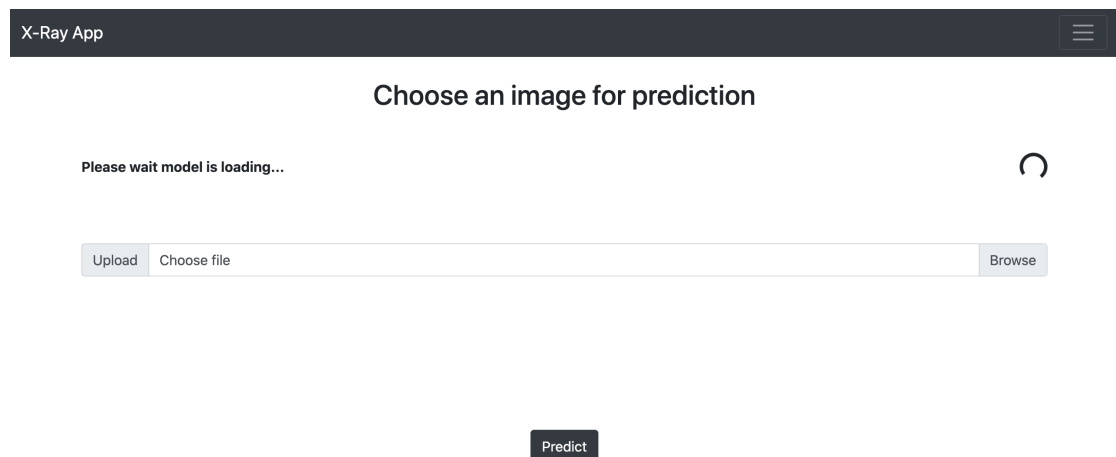 X-Ray App
Choose an image for prediction
Please wait model is loading...
Upload Choose file Browse
Predict